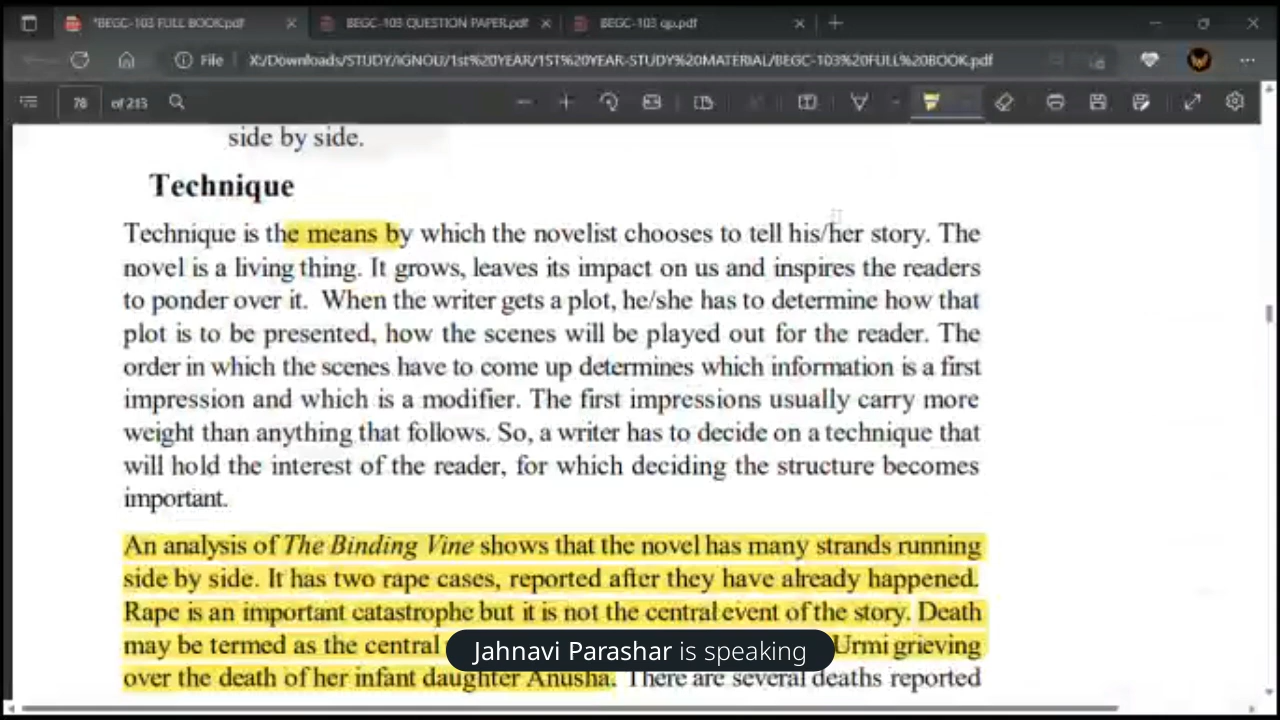 *BEGC-103 FULL BOOK.pdf
BEGC-103 QUESTION PAPER.pdf
BEGC-103 qp.pdf
File
X:/Downloads/STUDY/IGNOU/1st%20YEAR/1ST%20YEAR-STUDY%20MATERIAL/BEGC-103%20FULL%20BOOK.pdf
78 of 213
side by side.
Technique
Technique is the means by which the novelist chooses to tell his/her story. The
novel is a living thing. It grows, leaves its impact on us and inspires the readers
to ponder over it. When the writer gets a plot, he/she has to determine how that
plot is to be presented, how the scenes will be played out for the reader. The
order in which the scenes have to come up determines which information is a first
impression and which is a modifier. The first impressions usually carry more
weight than anything that follows. So, a writer has to decide on a technique that
will hold the interest of the reader, for which deciding the structure becomes
important.
An analysis of The Binding Vine shows that the novel has many strands running
side by side. It has two rape cases, reported after they have already happened.
Rape is an important catastrophe but it is not the central event of the story. Death
may be termed as the central Urmi grieving
Jahnavi Parashar is speaking
over the death of her infant daughter Anusha. There are several deaths reported